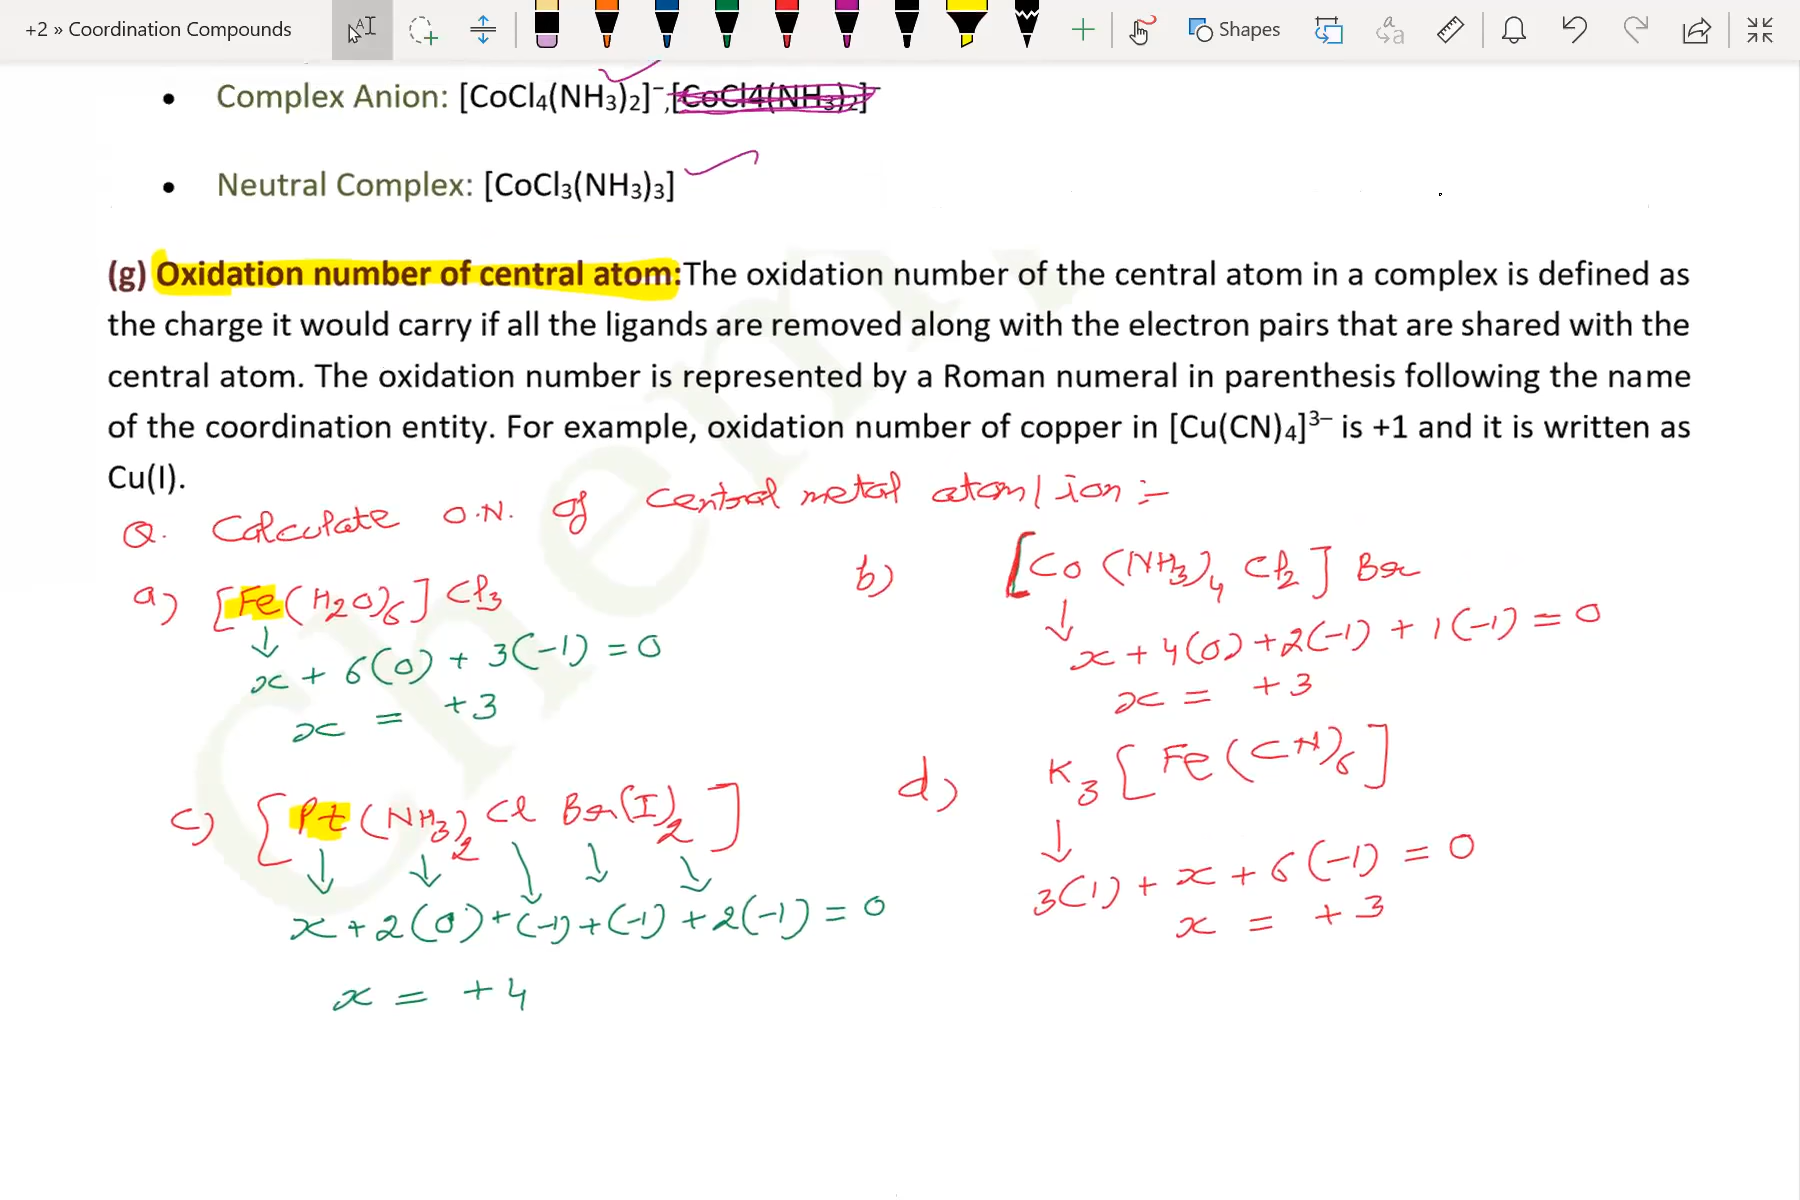 +2 » Coordination Compounds
Shapes
• Complex Anion: [CoCl₄(NH₃)₂]⁻,[CoCl4(NH₃)₂]
• Neutral Complex: [CoCl₃(NH₃)₃]
(g) Oxidation number of central atom:The oxidation number of the central atom in a complex is defined as
the charge it would carry if all the ligands are removed along with the electron pairs that are shared with the
central atom. The oxidation number is represented by a Roman numeral in parenthesis following the name
of the coordination entity. For example, oxidation number of copper in [Cu(CN)₄]³⁻ is +1 and it is written as
Cu(I).
Q. Calculate O.N. of central metal atom/ion :-
a) [Fe(H₂O)₆]Cl₃
↓
x + 6(0) + 3(-1) = 0
x = +3
b) [Co(NH₃)₄Cl₂]Br
↓
x + 4(0) + 2(-1) + 1(-1) = 0
x = +3
c) [Pt(NH₃)₂ Cl Br(I)₂]
↓ ↓ ↓ ↓ ↓
x + 2(0) + (-1) + (-1) + 2(-1) = 0
x = +4
d) K₃[Fe(CN)₆]
↓
3(1) + x + 6(-1) = 0
x = +3
Chem